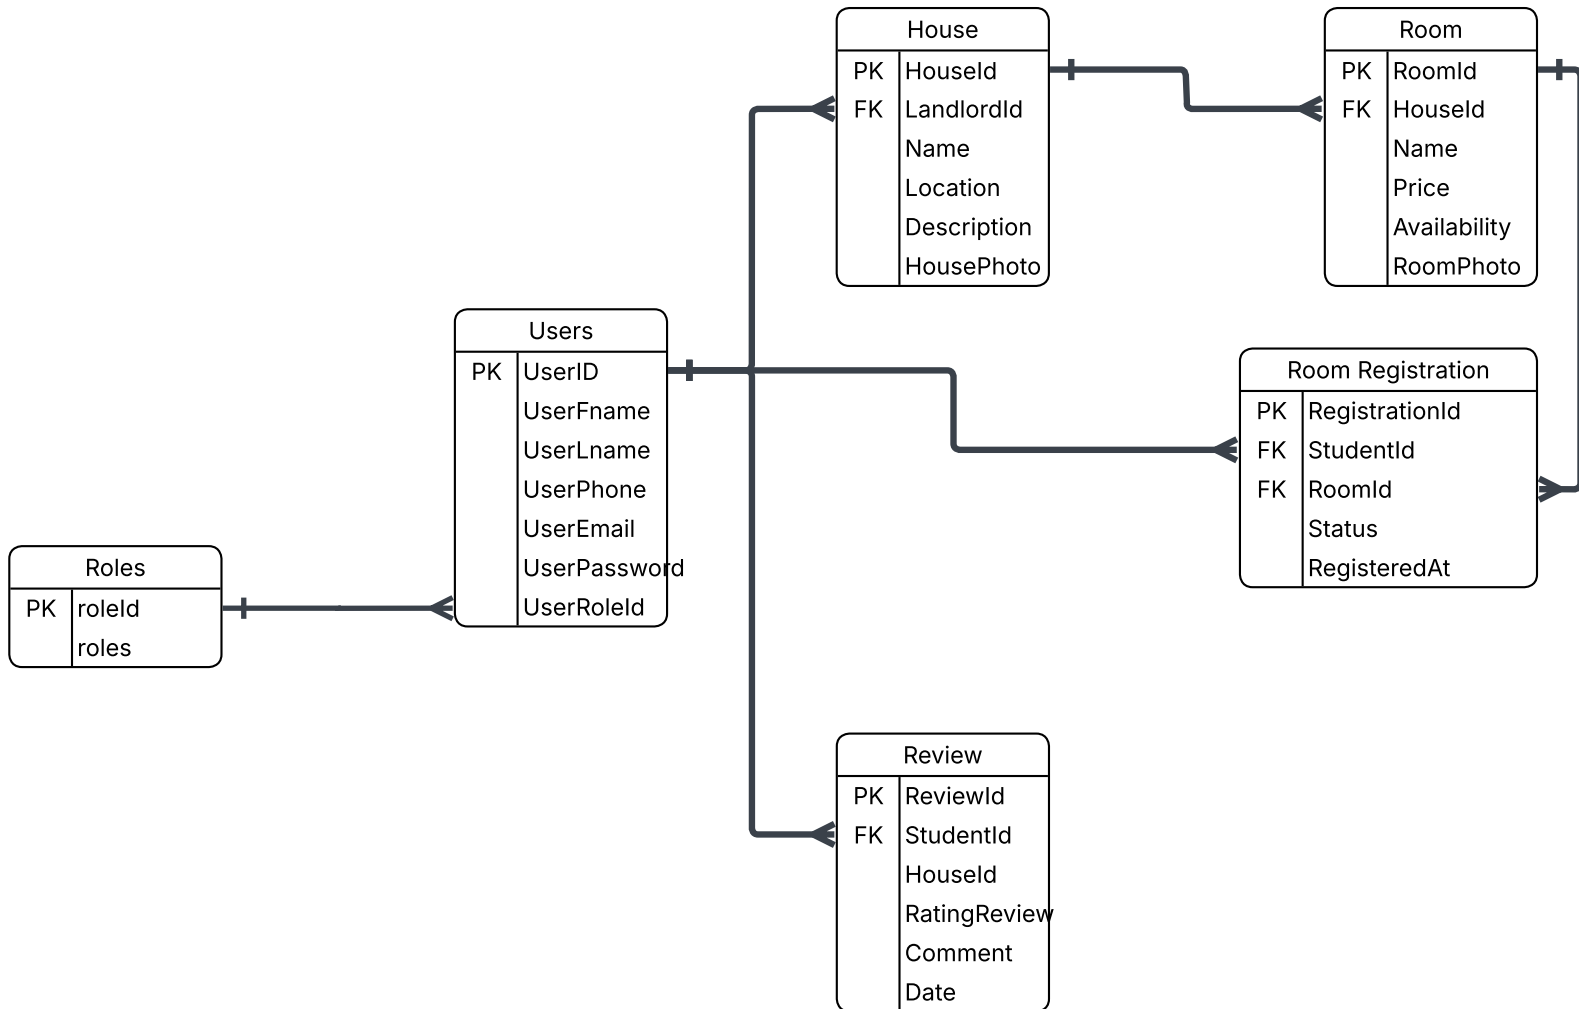 House
PK HouseId
FK LandlordId
Name
Location
Description
HousePhoto
Room
PK RoomId
FK HouseId
Name
Price
Availability
RoomPhoto
Users
PK UserID
UserFname
UserLname
UserPhone
UserEmail
UserPassword
UserRoleId
Room Registration
PK RegistrationId
FK StudentId
FK RoomId
Status
RegisteredAt
Roles
PK roleId
roles
Review
PK ReviewId
FK StudentId
HouseId
RatingReview
Comment
Date